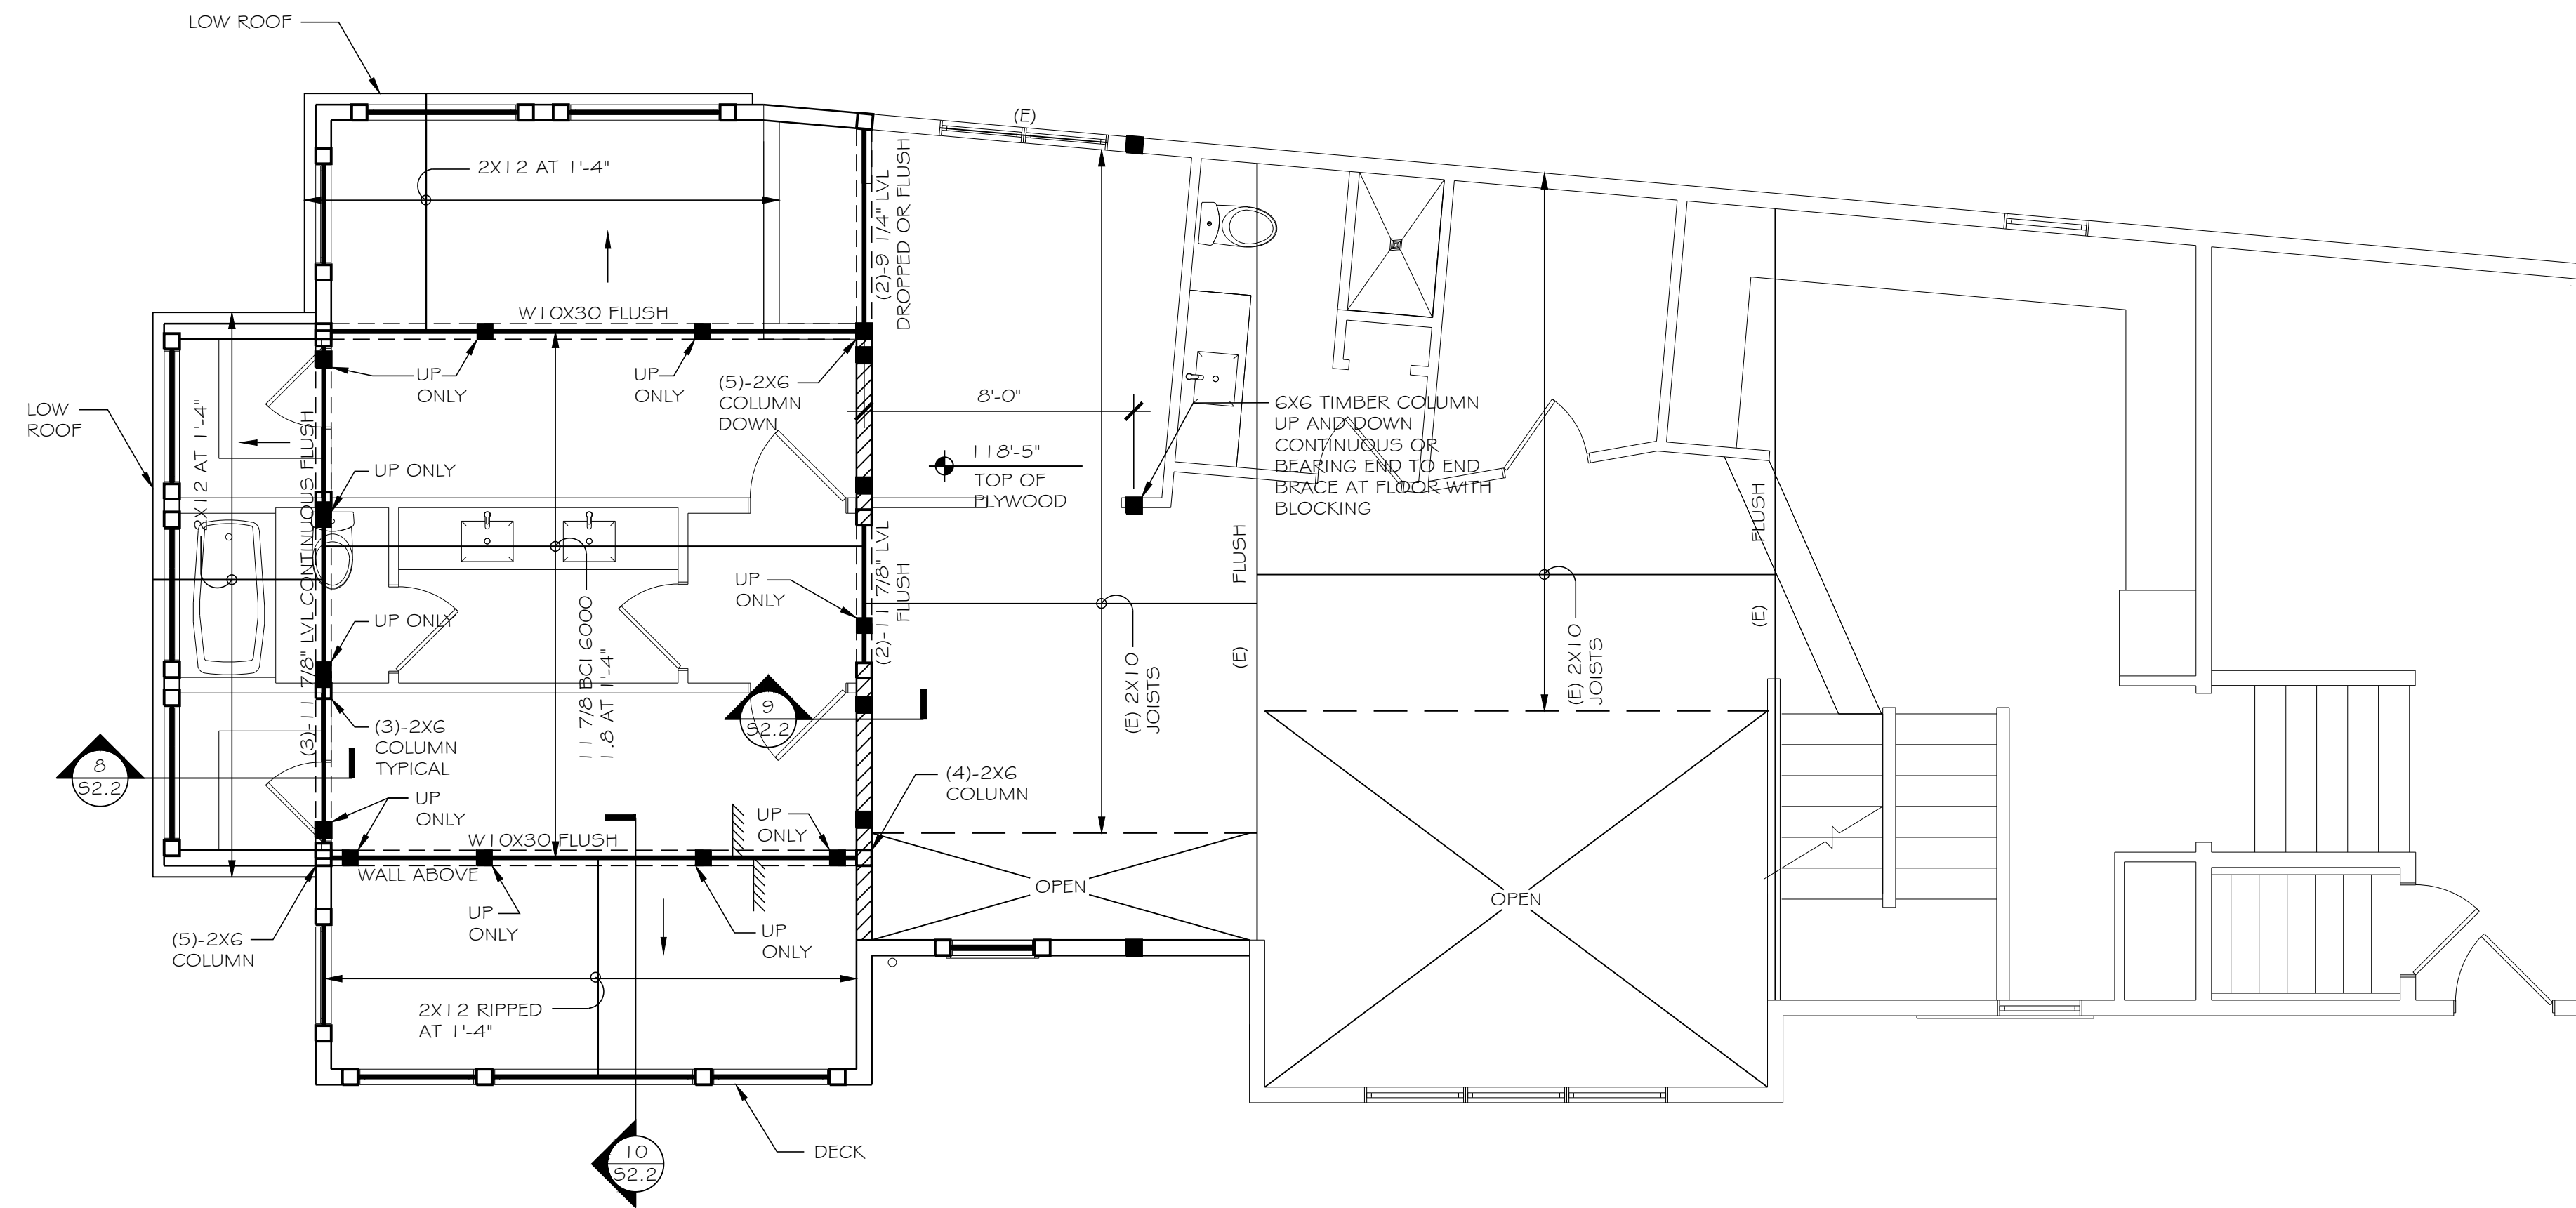 LOW ROOF
(E)
2X12 AT 1'-4"
(2)-9 1/4" LVL
DROPPED OR FLUSH
W10X30 FLUSH
UP
ONLY
UP
ONLY
(5)-2X6
COLUMN
DOWN
8'-0"
6X6 TIMBER COLUMN
UP AND DOWN
CONTINUOUS OR
BEARING END TO END
BRACE AT FLOOR WITH
BLOCKING
LOW
ROOF
2X12 AT 1'-4"
(3)-11 7/8" LVL CONTINUOUS FLUSH
UP ONLY
118'-5"
TOP OF
PLYWOOD
FLUSH
(E)
FLUSH
(E)
(2)-11 7/8" LVL
FLUSH
UP
ONLY
UP ONLY
11 7/8 BCI 6000
1.8 AT 1'-4"
(E) 2X10
JOISTS
(E) 2X10
JOISTS
9
S2.2
(3)-2X6
COLUMN
TYPICAL
8
S2.2
(4)-2X6
COLUMN
UP
ONLY
UP
ONLY
W10X30 FLUSH
WALL ABOVE
OPEN
OPEN
UP
ONLY
UP
ONLY
(5)-2X6
COLUMN
2X12 RIPPED
AT 1'-4"
DECK
10
S2.2